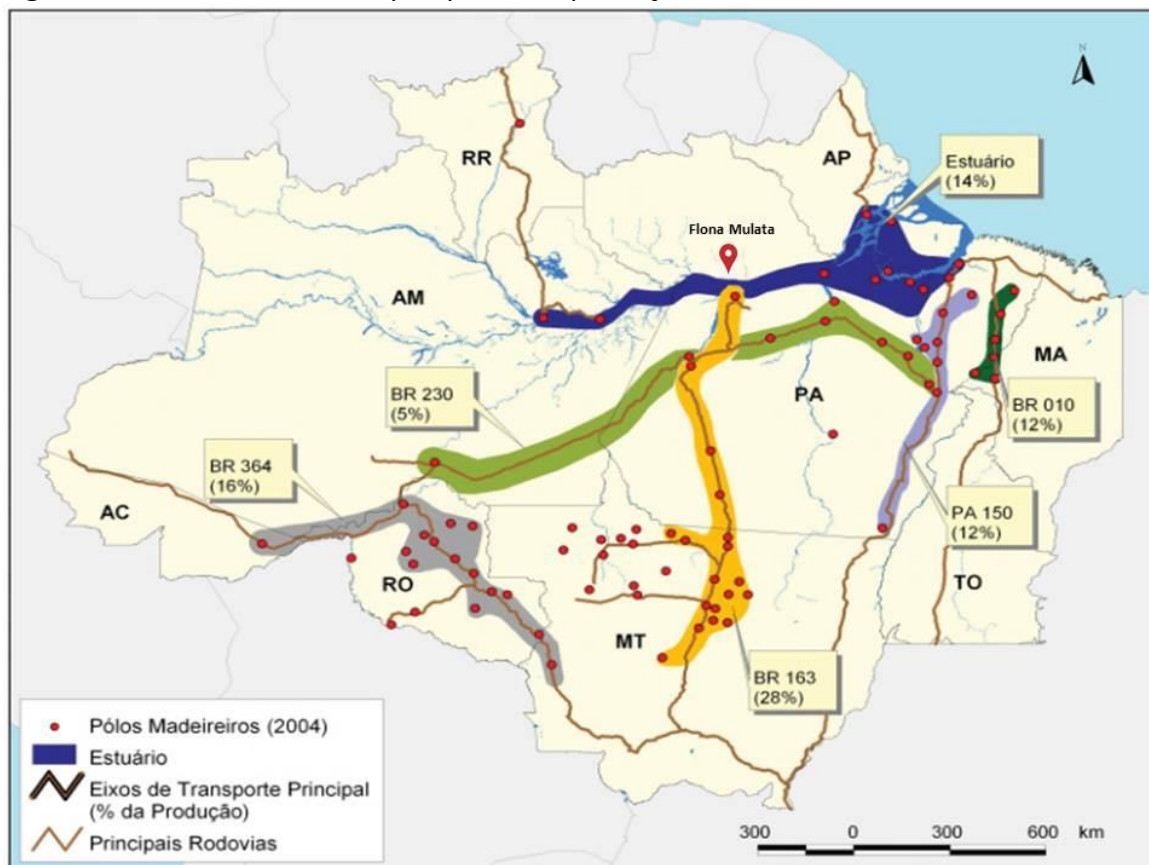 N
RR
AP
Estuário
(14%)
Flona Mulata
AM
MA
BR 230
(5%)
PA
BR 010
(12%)
BR 364
(16%)
AC
PA 150
(12%)
RO
TO
MT
BR 163
(28%)
Pólos Madeireiros (2004)
Estuário
Eixos de Transporte Principal
(% da Produção)
Principais Rodovias
300 0 300 600 km